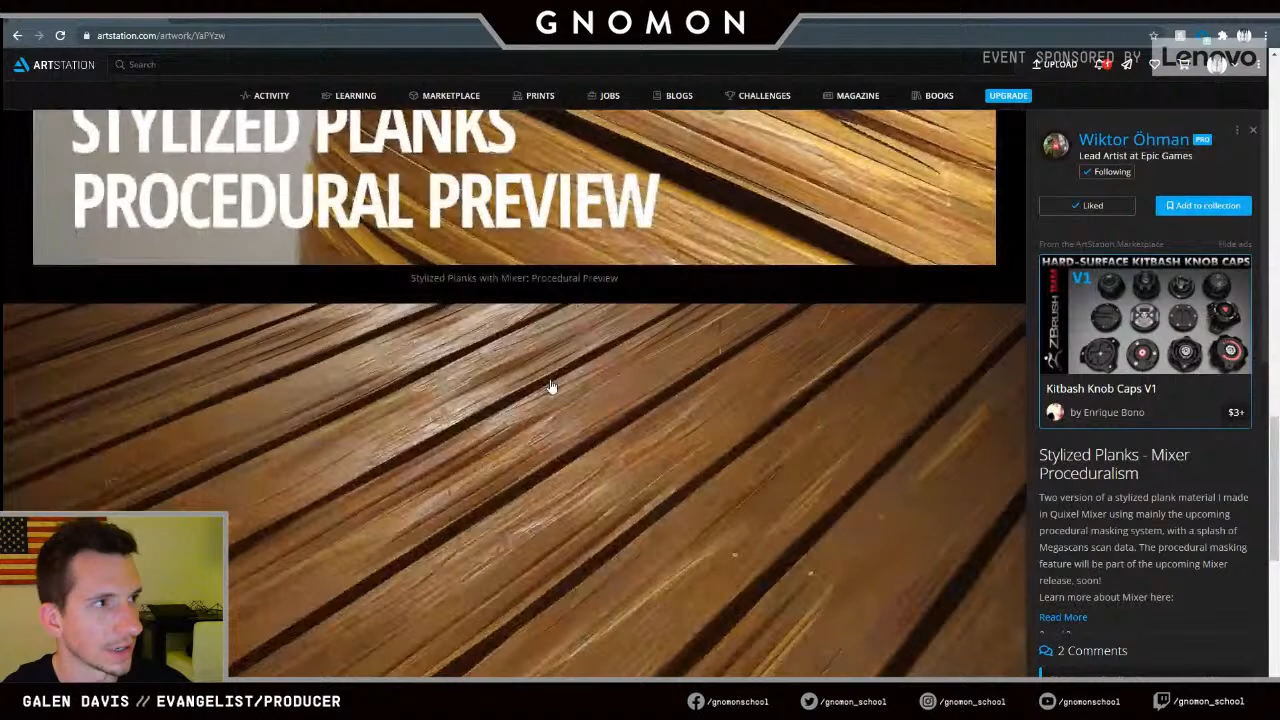 GNOMON
artstation.com/artwork/YaPYzw
EVENT SPONSORED BY
Lenovo
ARTSTATION
Search
UPLOAD
ACTIVITY
LEARNING
MARKETPLACE
PRINTS
JOBS
BLOGS
CHALLENGES
MAGAZINE
BOOKS
UPGRADE
STYLIZED PLANKS
PROCEDURAL PREVIEW
Stylized Planks with Mixer: Procedural Preview
Wiktor Öhman PRO
Lead Artist at Epic Games
Following
Liked
Add to collection
From the ArtStation Marketplace
Hide ads
HARD-SURFACE KITBASH KNOB CAPS
V1
ZBRUSH IMM
Kitbash Knob Caps V1
by Enrique Bono
$3+
Stylized Planks - Mixer
Proceduralism
Two version of a stylized plank material I made
in Quixel Mixer using mainly the upcoming
procedural masking system, with a splash of
Megascans scan data. The procedural masking
feature will be part of the upcoming Mixer
release, soon!
Learn more about Mixer here:
Read More
2 Comments
GALEN DAVIS // EVANGELIST/PRODUCER
/gnomonschool
/gnomon_school
/gnomon_school
/gnomonschool
/gnomon_school